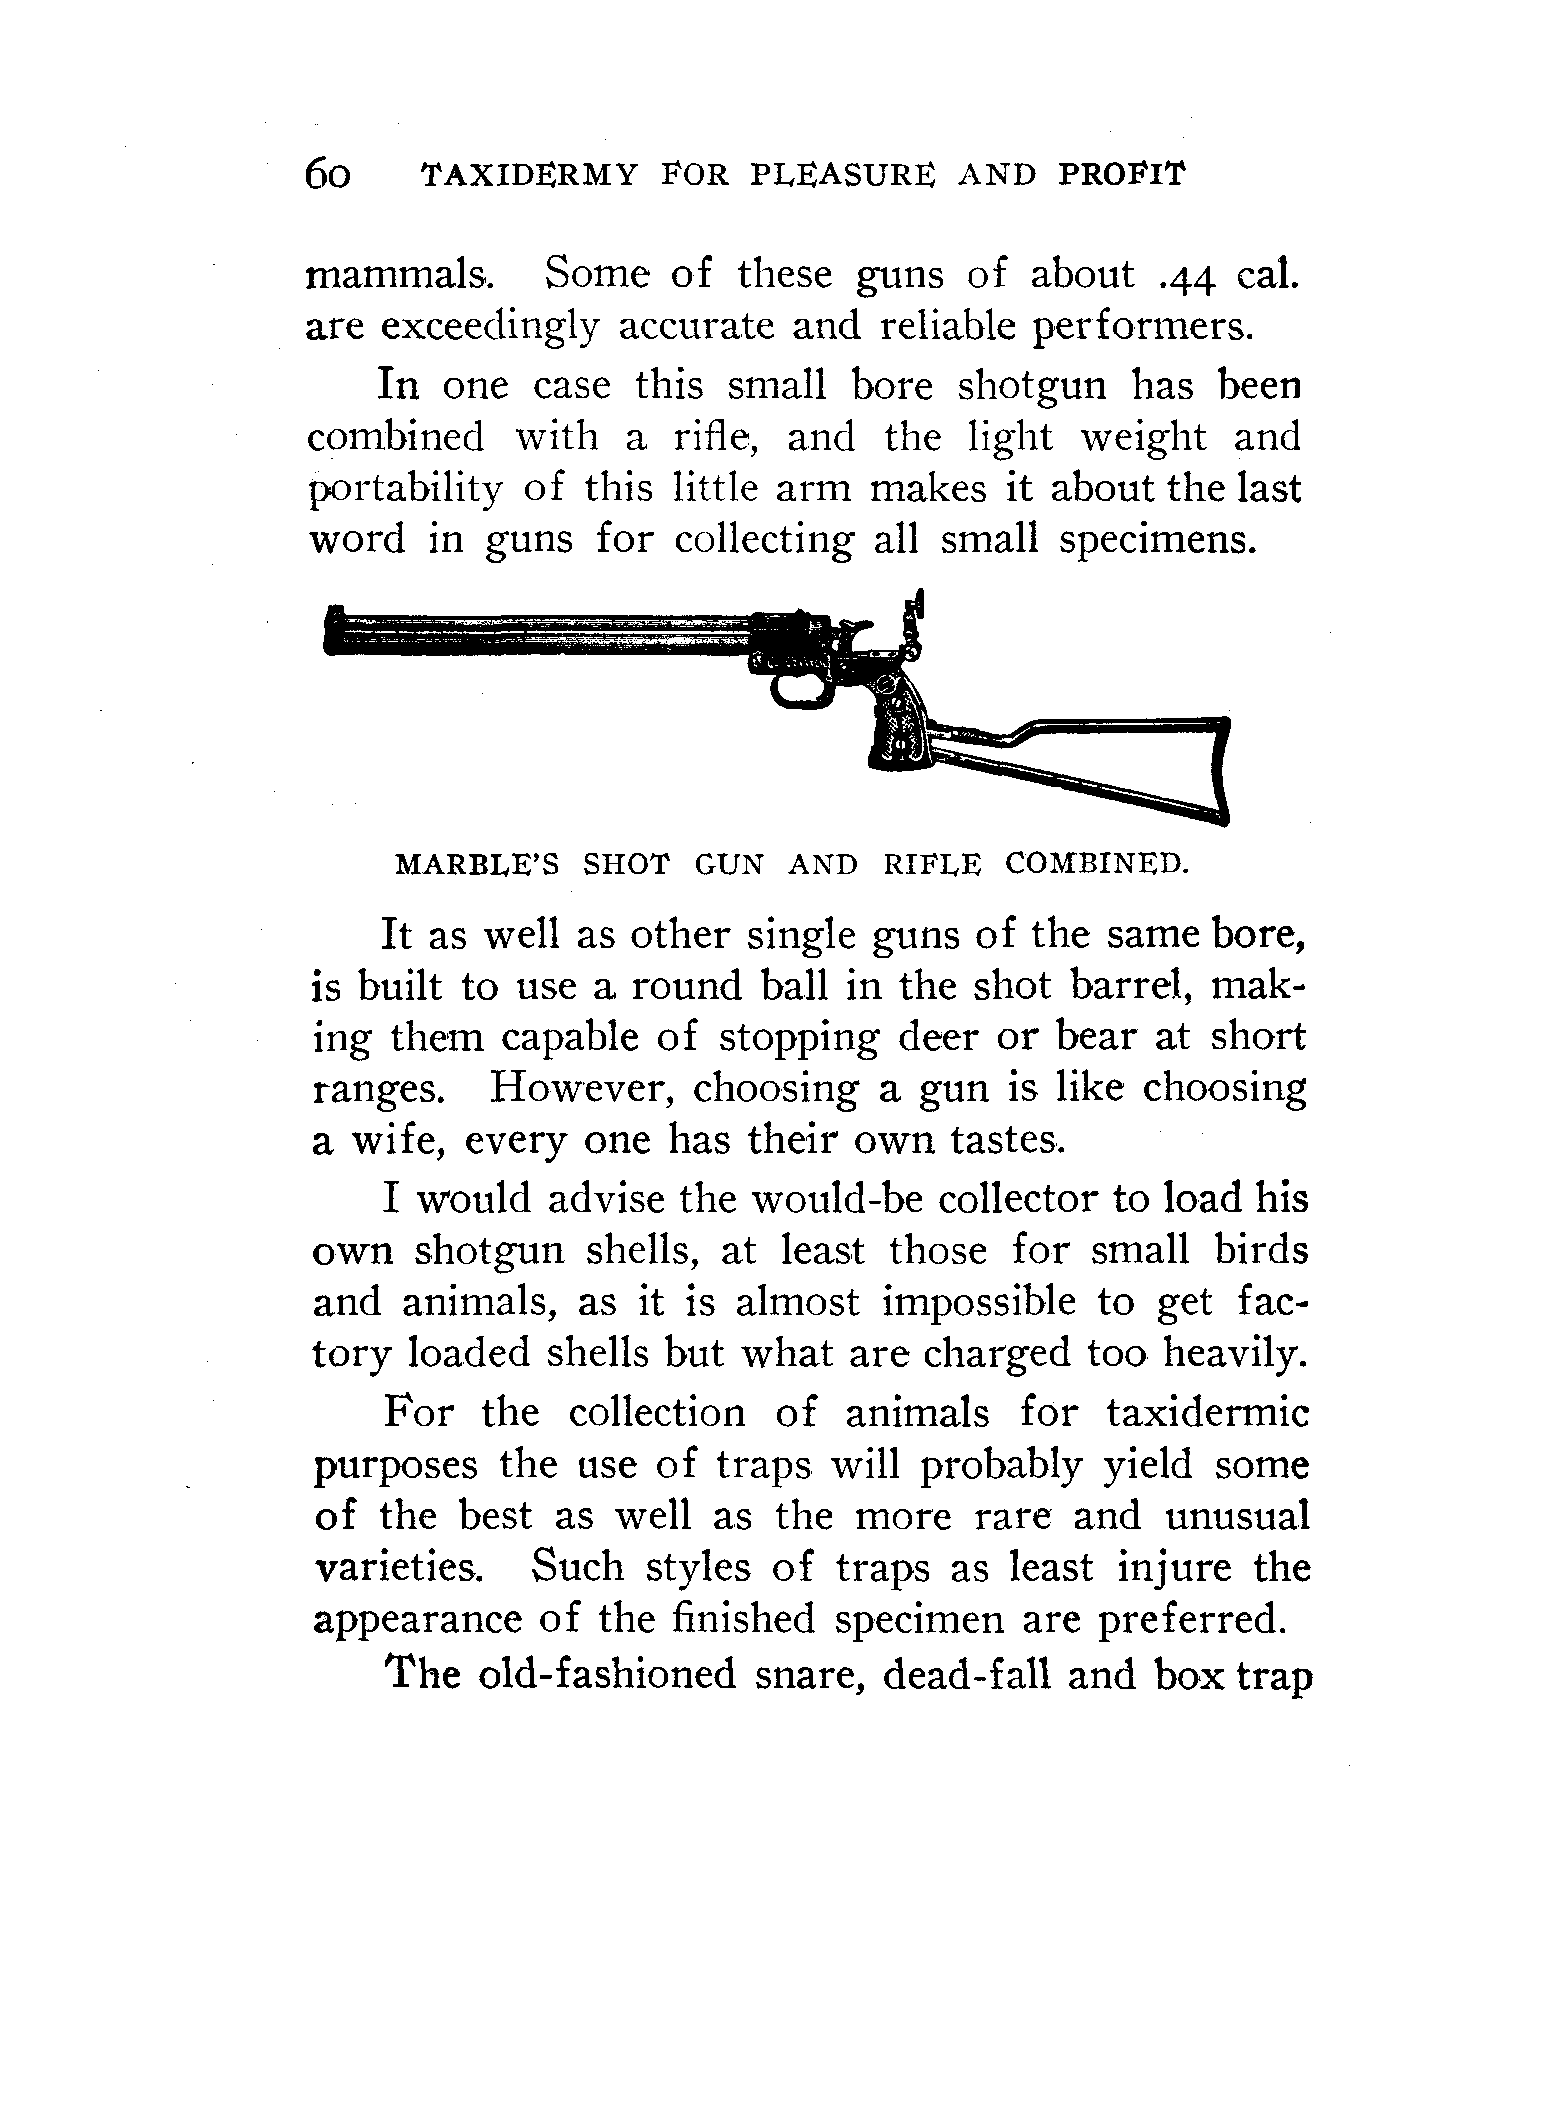 60 TAXIDERMY FOR PLEASURE AND PROFIT
mammals. Some of these guns of about .44 cal.
are exceedingly accurate and reliable performers.
In one case this small bore shotgun has been
combined with a rifle, and the light weight and
portability of this little arm makes it about the last
word in guns for collecting all small specimens.
MARBLE'S SHOT GUN AND RIFLE COMBINED.
It as well as other single guns of the same bore,
is built to use a round ball in the shot barrel, mak-
ing them capable of stopping deer or bear at short
ranges. However, choosing a gun is like choosing
a wife, every one has their own tastes.
I would advise the would-be collector to load his
own shotgun shells, at least those for small birds
and animals, as it is almost impossible to get fac-
tory loaded shells but what are charged too heavily.
For the collection of animals for taxidermic
purposes the use of traps will probably yield some
of the best as well as the more rare and unusual
varieties. Such styles of traps as least injure the
appearance of the finished specimen are preferred.
The old-fashioned snare, dead-fall and box trap